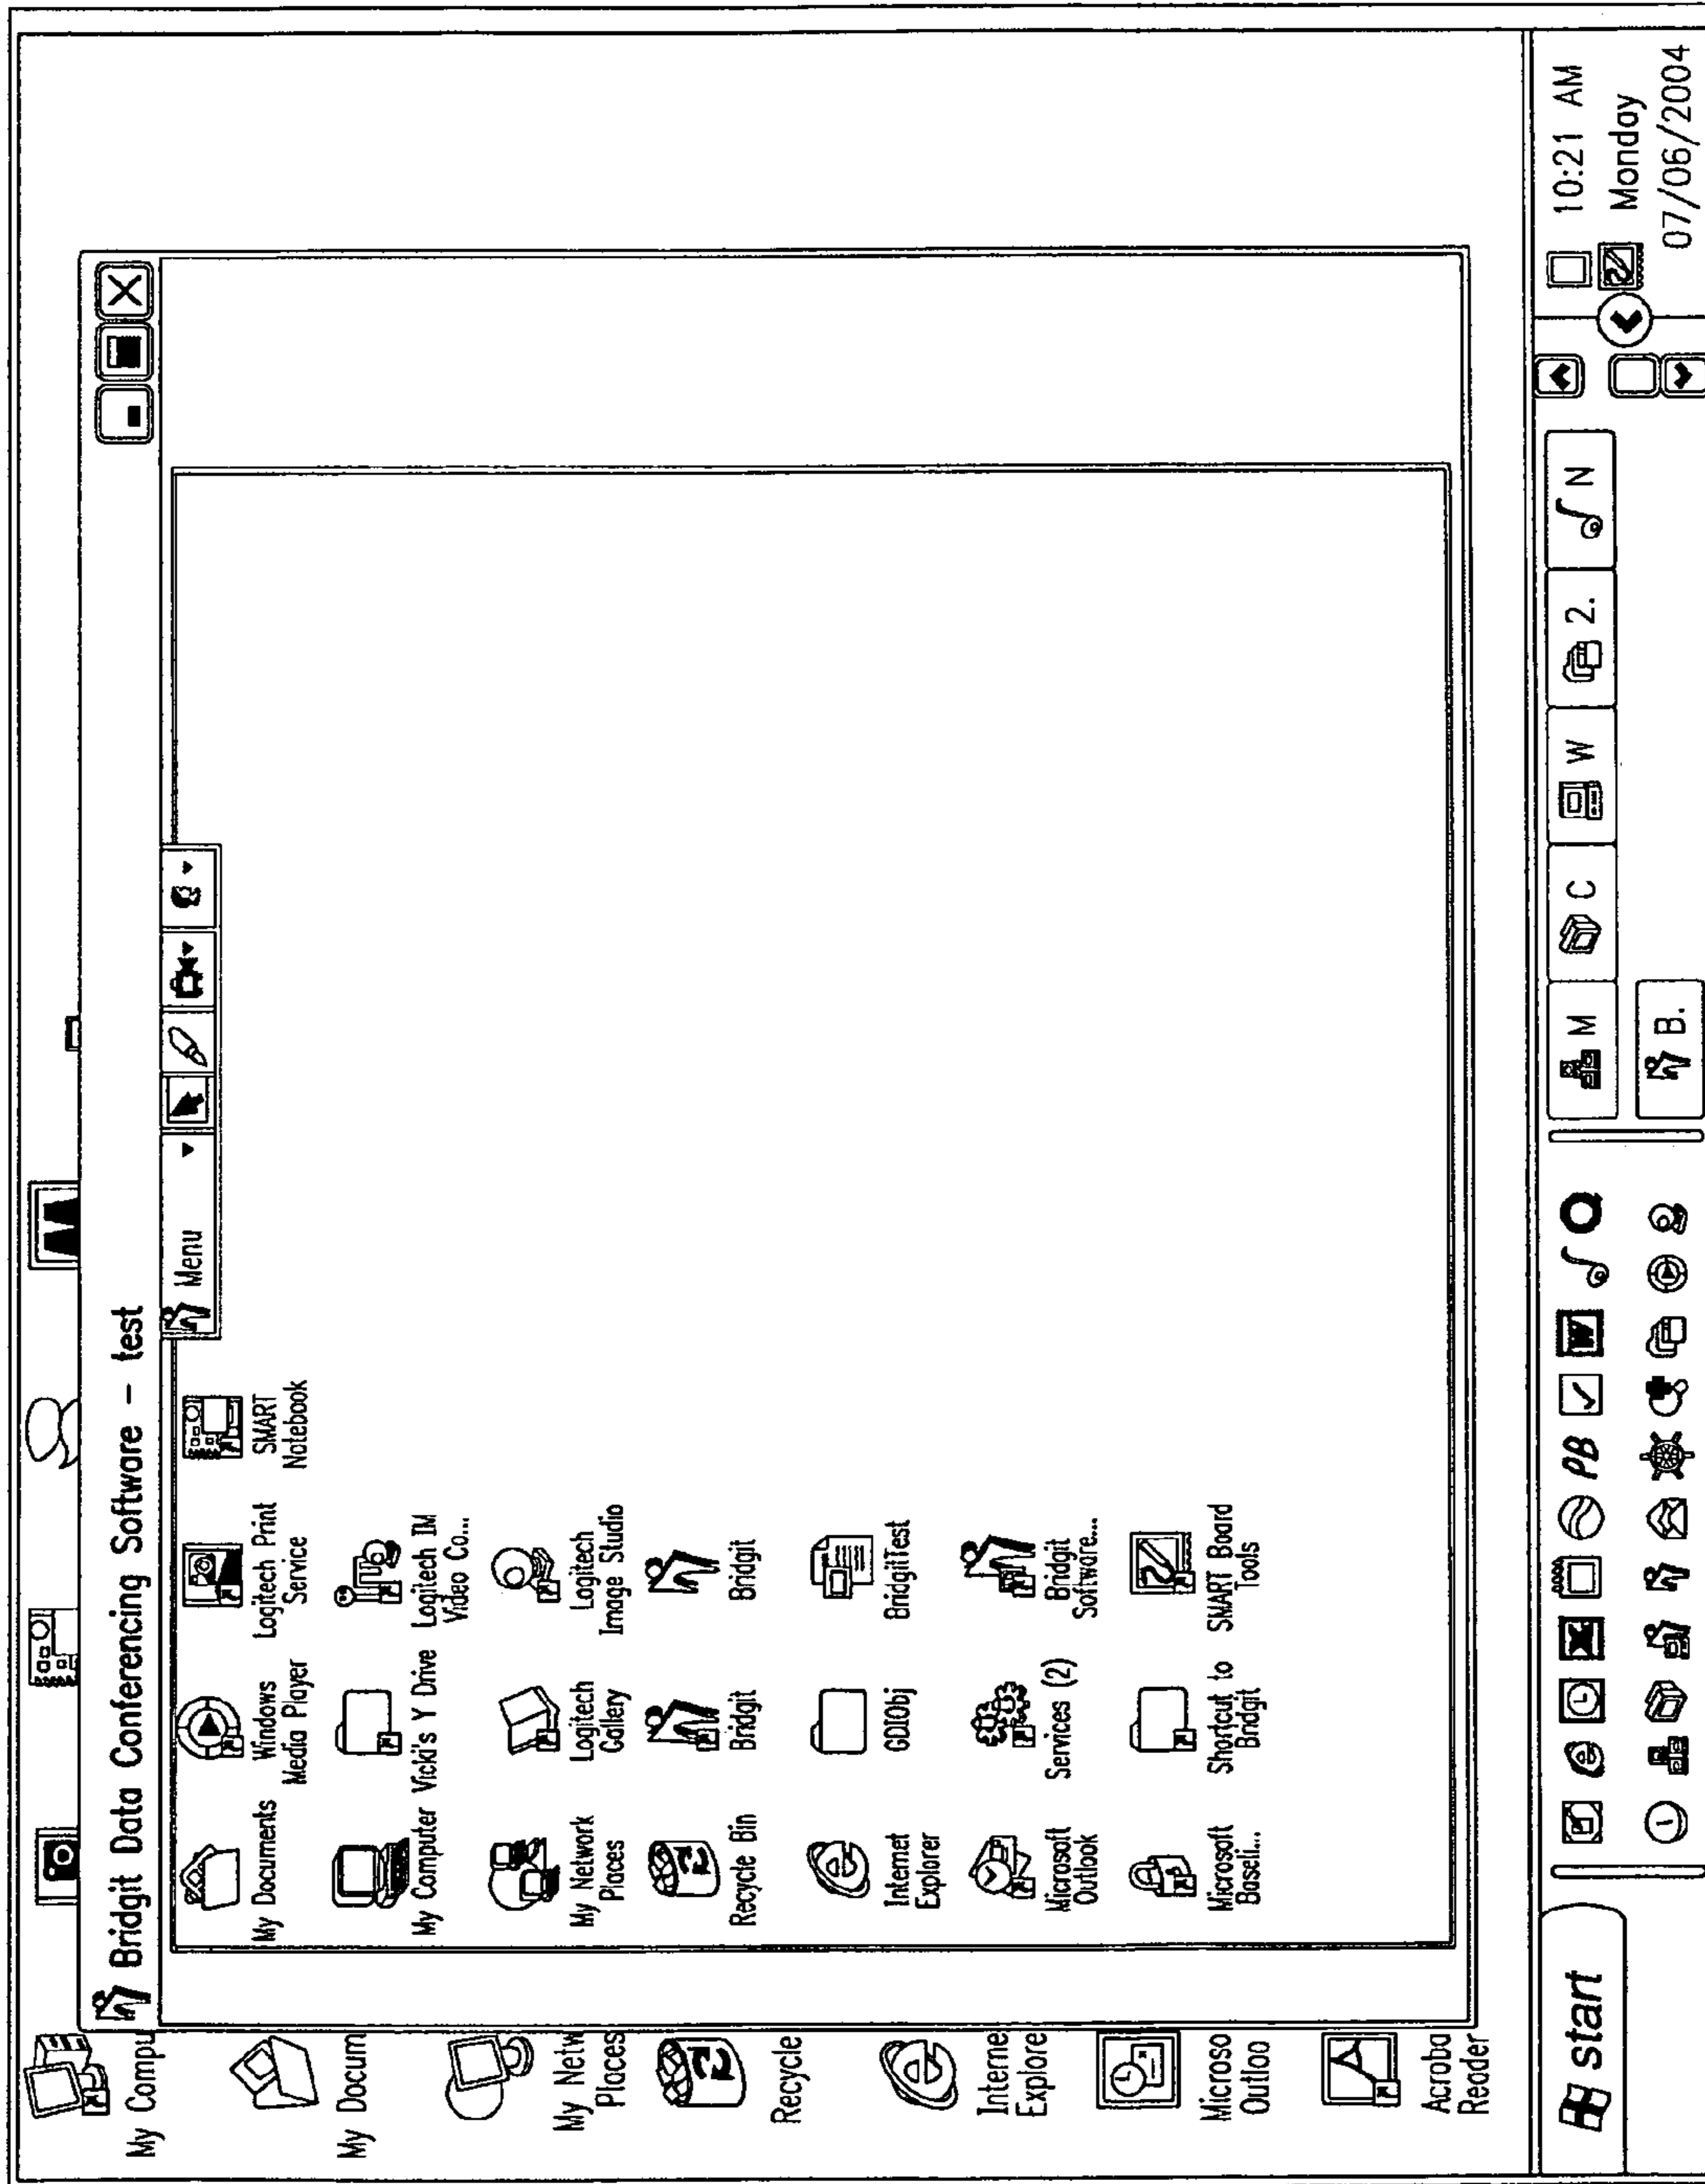 Bridgit Data Conferencing Software - test
Menu
My Compu
My Docum
My Netw
Places
Recycle
Interne
Explore
Microso
Outloo
Acroba
Reader
My Documents
Windows
Media Player
Logitech Print
Service
SMART
Notebook
My Computer
Vicki's Y Drive
Logitech IM
Video Co...
My Network
Places
Logitech
Gallery
Logitech
Image Studio
Recycle Bin
Bridgit
Bridgit
Internet
Explorer
GDIObj
BridgitTest
Microsoft
Outlook
Services (2)
Bridgit
Software...
Microsoft
Baseli...
Shortcut to
Bridgit
SMART Board
Tools
start
PB
W
M
C
W
2.
N
B.
10:21 AM
Monday
07/06/2004